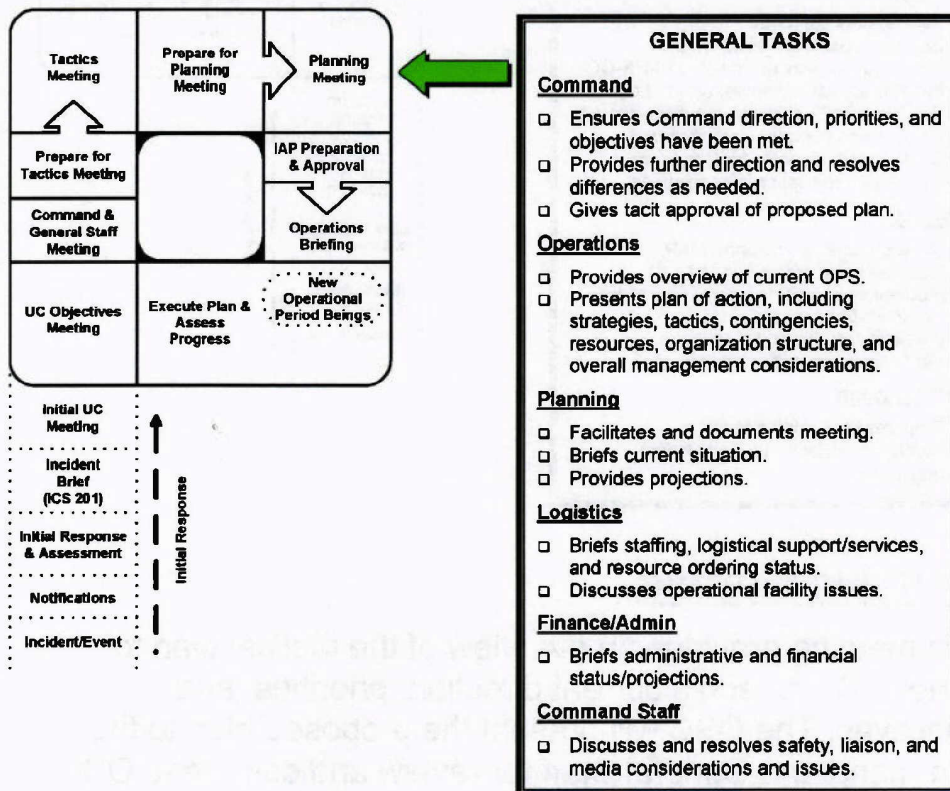 Tactics
Meeting
Prepare for
Planning
Meeting
Planning
Meeting
Prepare for
Tactics Meeting
IAP Preparation
& Approval
Command &
General Staff
Meeting
Operations
Briefing
UC Objectives
Meeting
Execute Plan &
Assess
Progress
New
Operational
Period Beings
Initial UC
Meeting
Incident
Brief
(ICS 201)
Initial Response
& Assessment
Notifications
Incident/Event
Initial Response
GENERAL TASKS
Command
Ensures Command direction, priorities, and
objectives have been met.
Provides further direction and resolves
differences as needed.
Gives tacit approval of proposed plan.
Operations
Provides overview of current OPS.
Presents plan of action, including
strategies, tactics, contingencies,
resources, organization structure, and
overall management considerations.
Planning
Facilitates and documents meeting.
Briefs current situation.
Provides projections.
Logistics
Briefs staffing, logistical support/services,
and resource ordering status.
Discusses operational facility issues.
Finance/Admin
Briefs administrative and financial
status/projections.
Command Staff
Discusses and resolves safety, liaison, and
media considerations and issues.